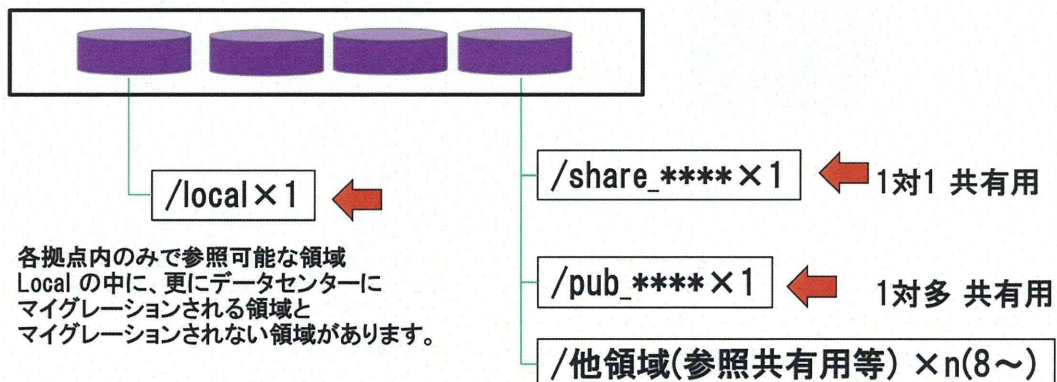 /local×1
各拠点内のみで参照可能な領域
Local の中に、更にデータセンターに
マイグレーションされる領域と
マイグレーションされない領域があります。
/share_****×1
1対1 共有用
/pub_****×1
1対多 共有用
/他領域(参照共有用等) ×n(8～)